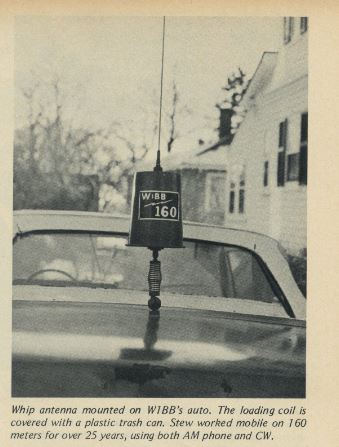 W1BB
160
Whip antenna mounted on W1BB's auto. The loading coil is
covered with a plastic trash can. Stew worked mobile on 160
meters for over 25 years, using both AM phone and CW.